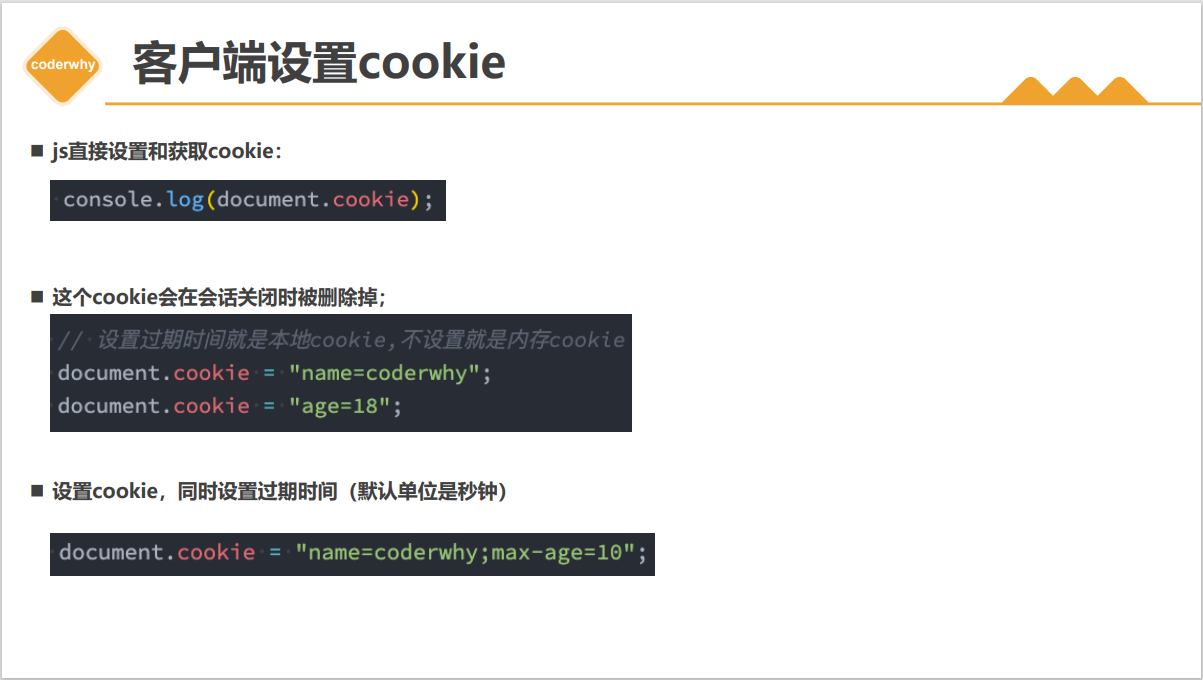 coderwhy
客户端设置cookie
js直接设置和获取cookie：
console.log(document.cookie);
这个cookie会在会话关闭时被删除掉；
// 设置过期时间就是本地cookie,不设置就是内存cookie
document.cookie = "name=coderwhy";
document.cookie = "age=18";
设置cookie，同时设置过期时间（默认单位是秒钟）
document.cookie = "name=coderwhy;max-age=10";